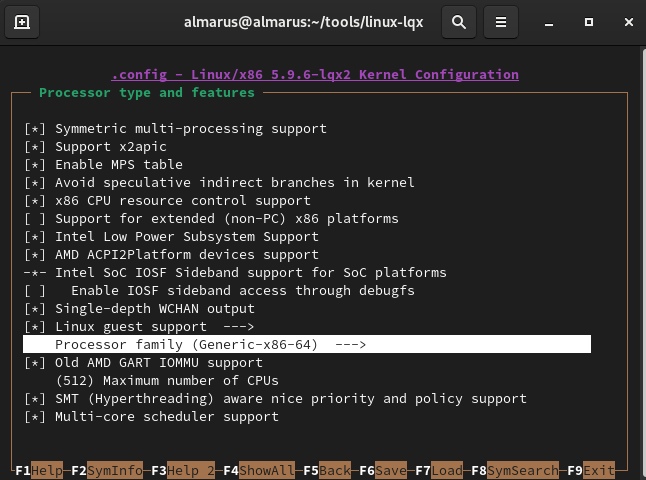 almarus@almarus:~/tools/linux-lqx
.config - Linux/x86 5.9.6-lqx2 Kernel Configuration
Processor type and features
[*] Symmetric multi-processing support
[*] Support x2apic
[*] Enable MPS table
[*] Avoid speculative indirect branches in kernel
[*] x86 CPU resource control support
[ ] Support for extended (non-PC) x86 platforms
[*] Intel Low Power Subsystem Support
[*] AMD ACPI2Platform devices support
-*- Intel SoC IOSF Sideband support for SoC platforms
[ ]   Enable IOSF sideband access through debugfs
[*] Single-depth WCHAN output
[*] Linux guest support  --->
    Processor family (Generic-x86-64)  --->
[*] Old AMD GART IOMMU support
    (512) Maximum number of CPUs
[*] SMT (Hyperthreading) aware nice priority and policy support
[*] Multi-core scheduler support
F1Help F2SymInfo F3Help 2 F4ShowAll F5Back F6Save F7Load F8SymSearch F9Exit